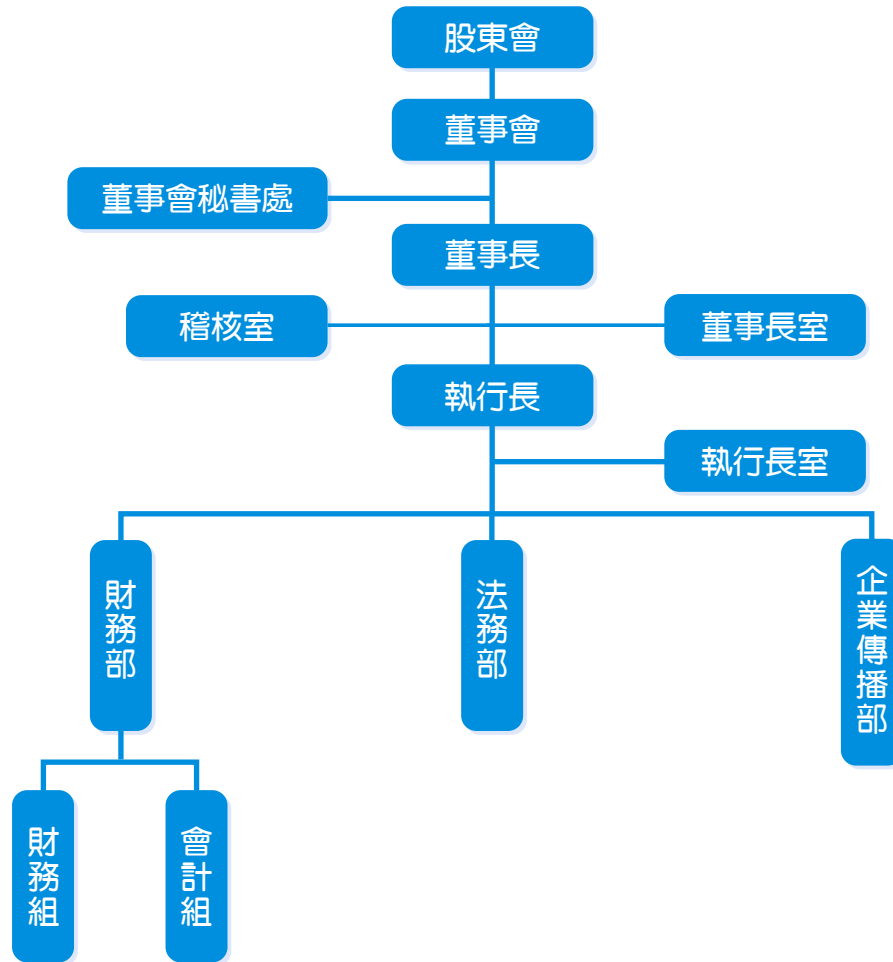 股東會
董事會
董事會秘書處
董事長
稽核室
董事長室
執行長
執行長室
財務部
法務部
企業傳播部
財務組
會計組